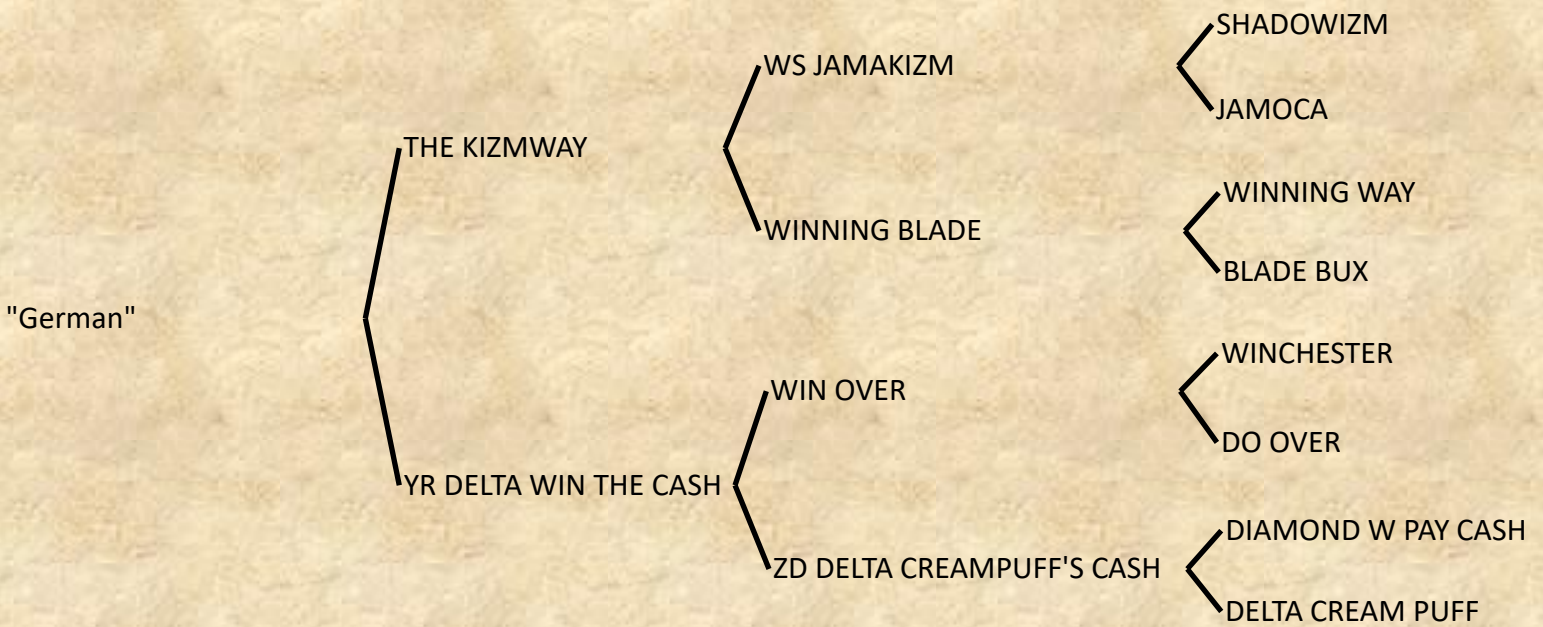 SHADOWIZM
WS JAMAKIZM
JAMOCA
THE KIZMWAY
WINNING WAY
WINNING BLADE
BLADE BUX
"German"
WINCHESTER
WIN OVER
DO OVER
YR DELTA WIN THE CASH
DIAMOND W PAY CASH
ZD DELTA CREAMPUFF'S CASH
DELTA CREAM PUFF